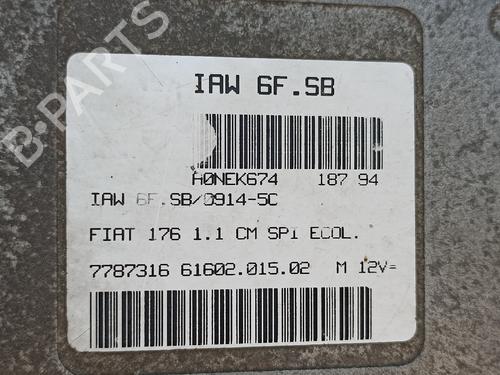 IAW 6F.SB
A0NEK674 187 94
IAW 6F.SB/0914-5C
FIAT 176 1.1 CM SPI ECOL.
7787316 61602.015.02 M 12V=
B-PARTS